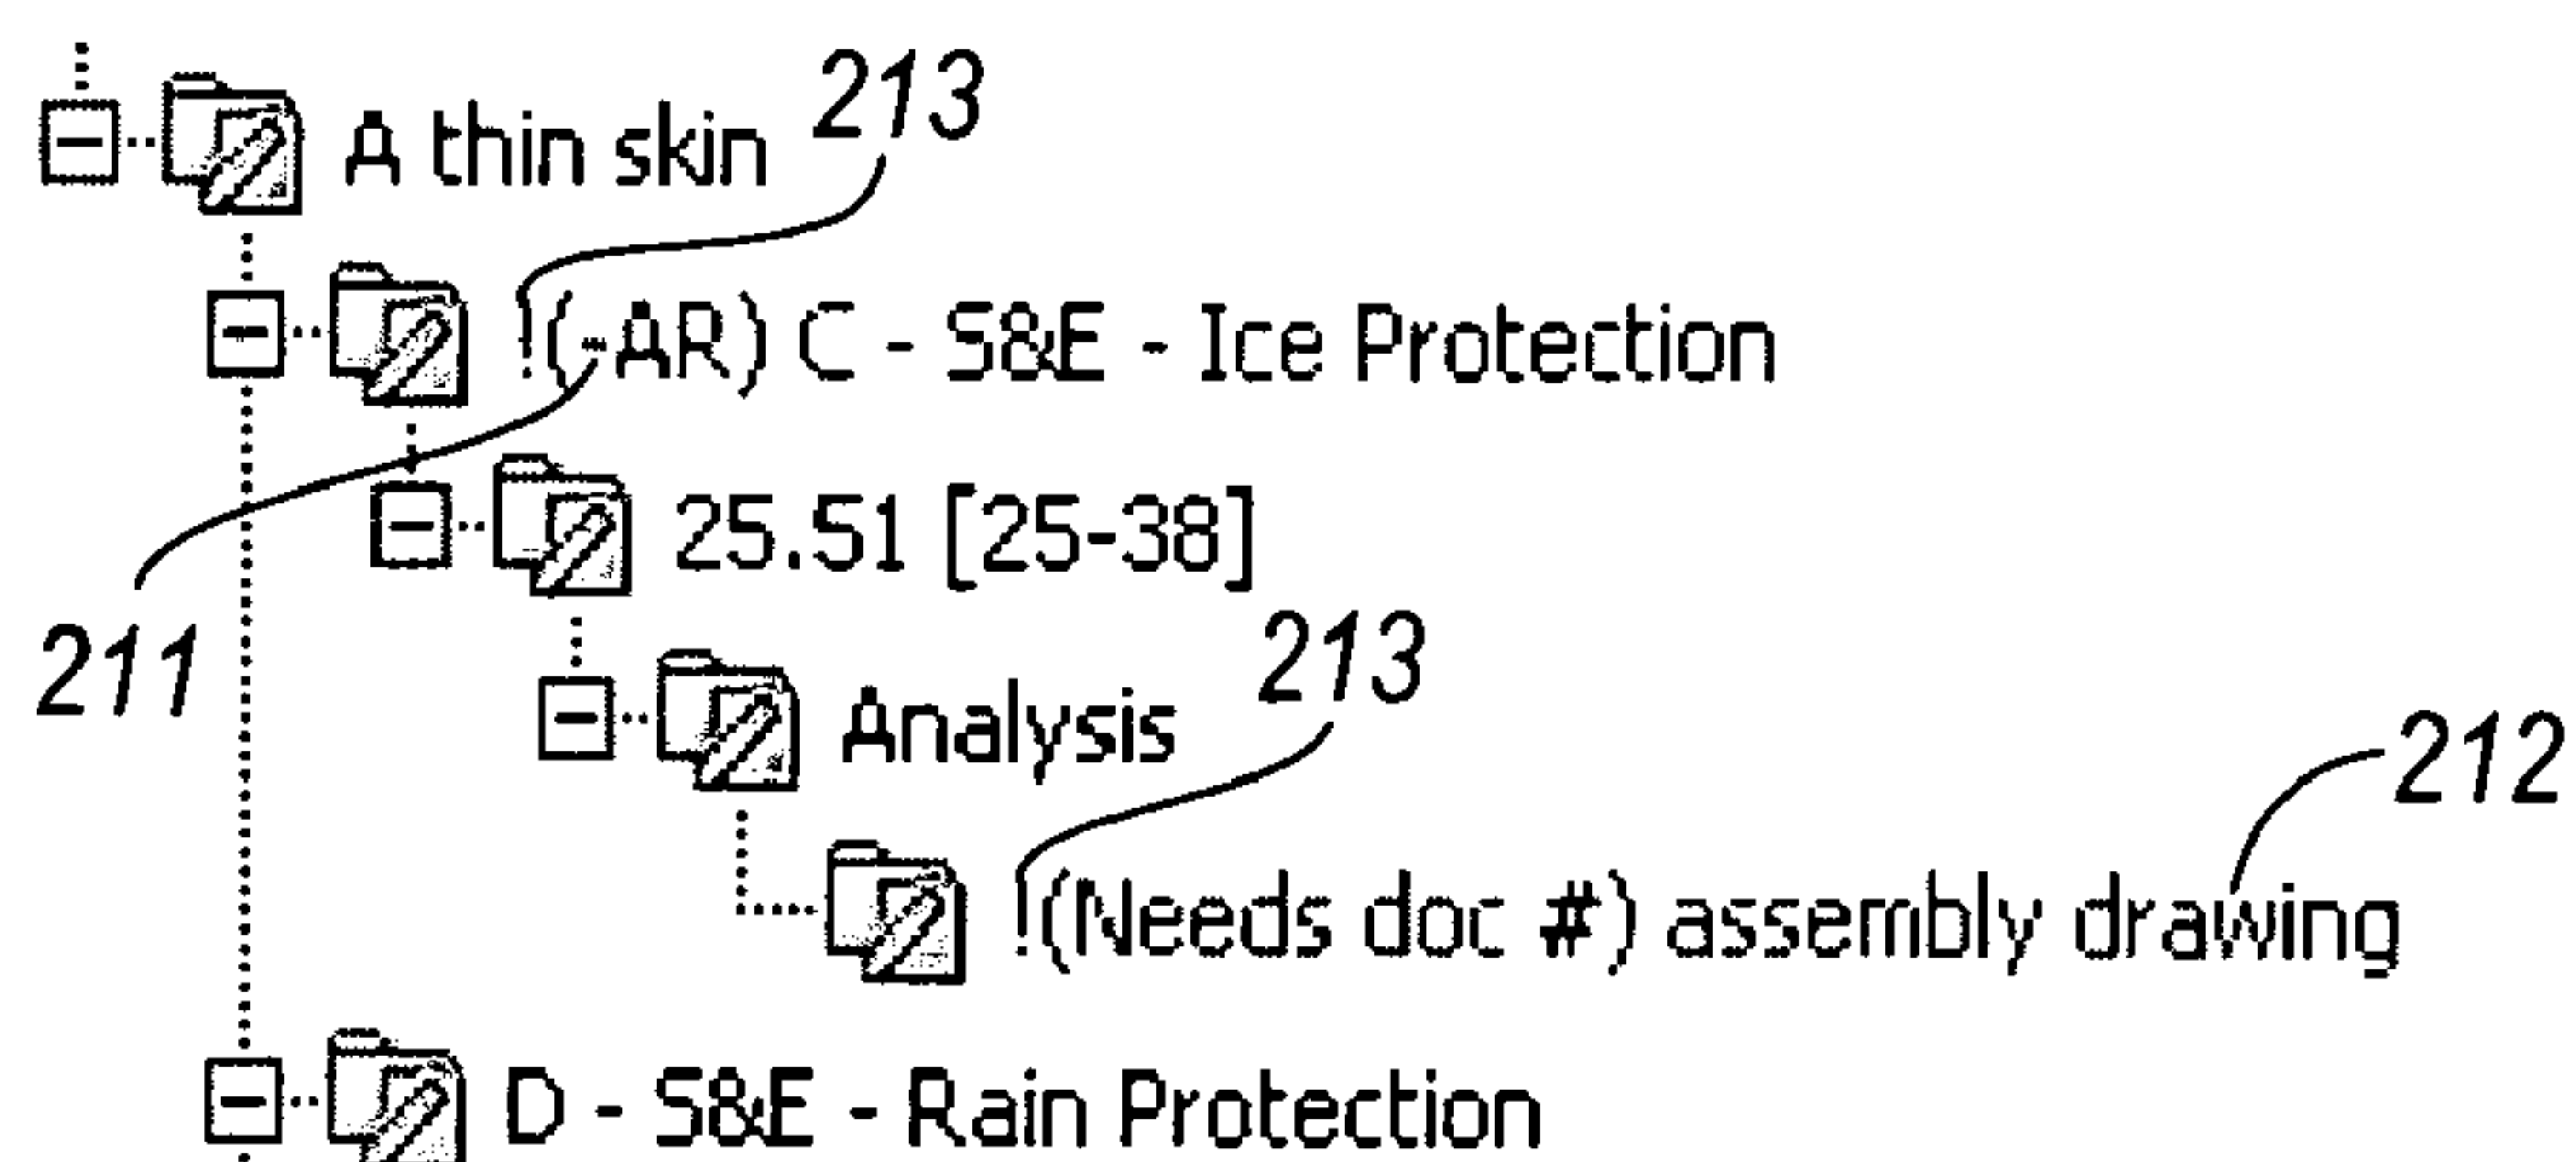 A thin skin 213
!(-AR) C - S&E - Ice Protection
25.51 [25-38]
211
213
Analysis
212
!(Needs doc #) assembly drawing
D - S&E - Rain Protection